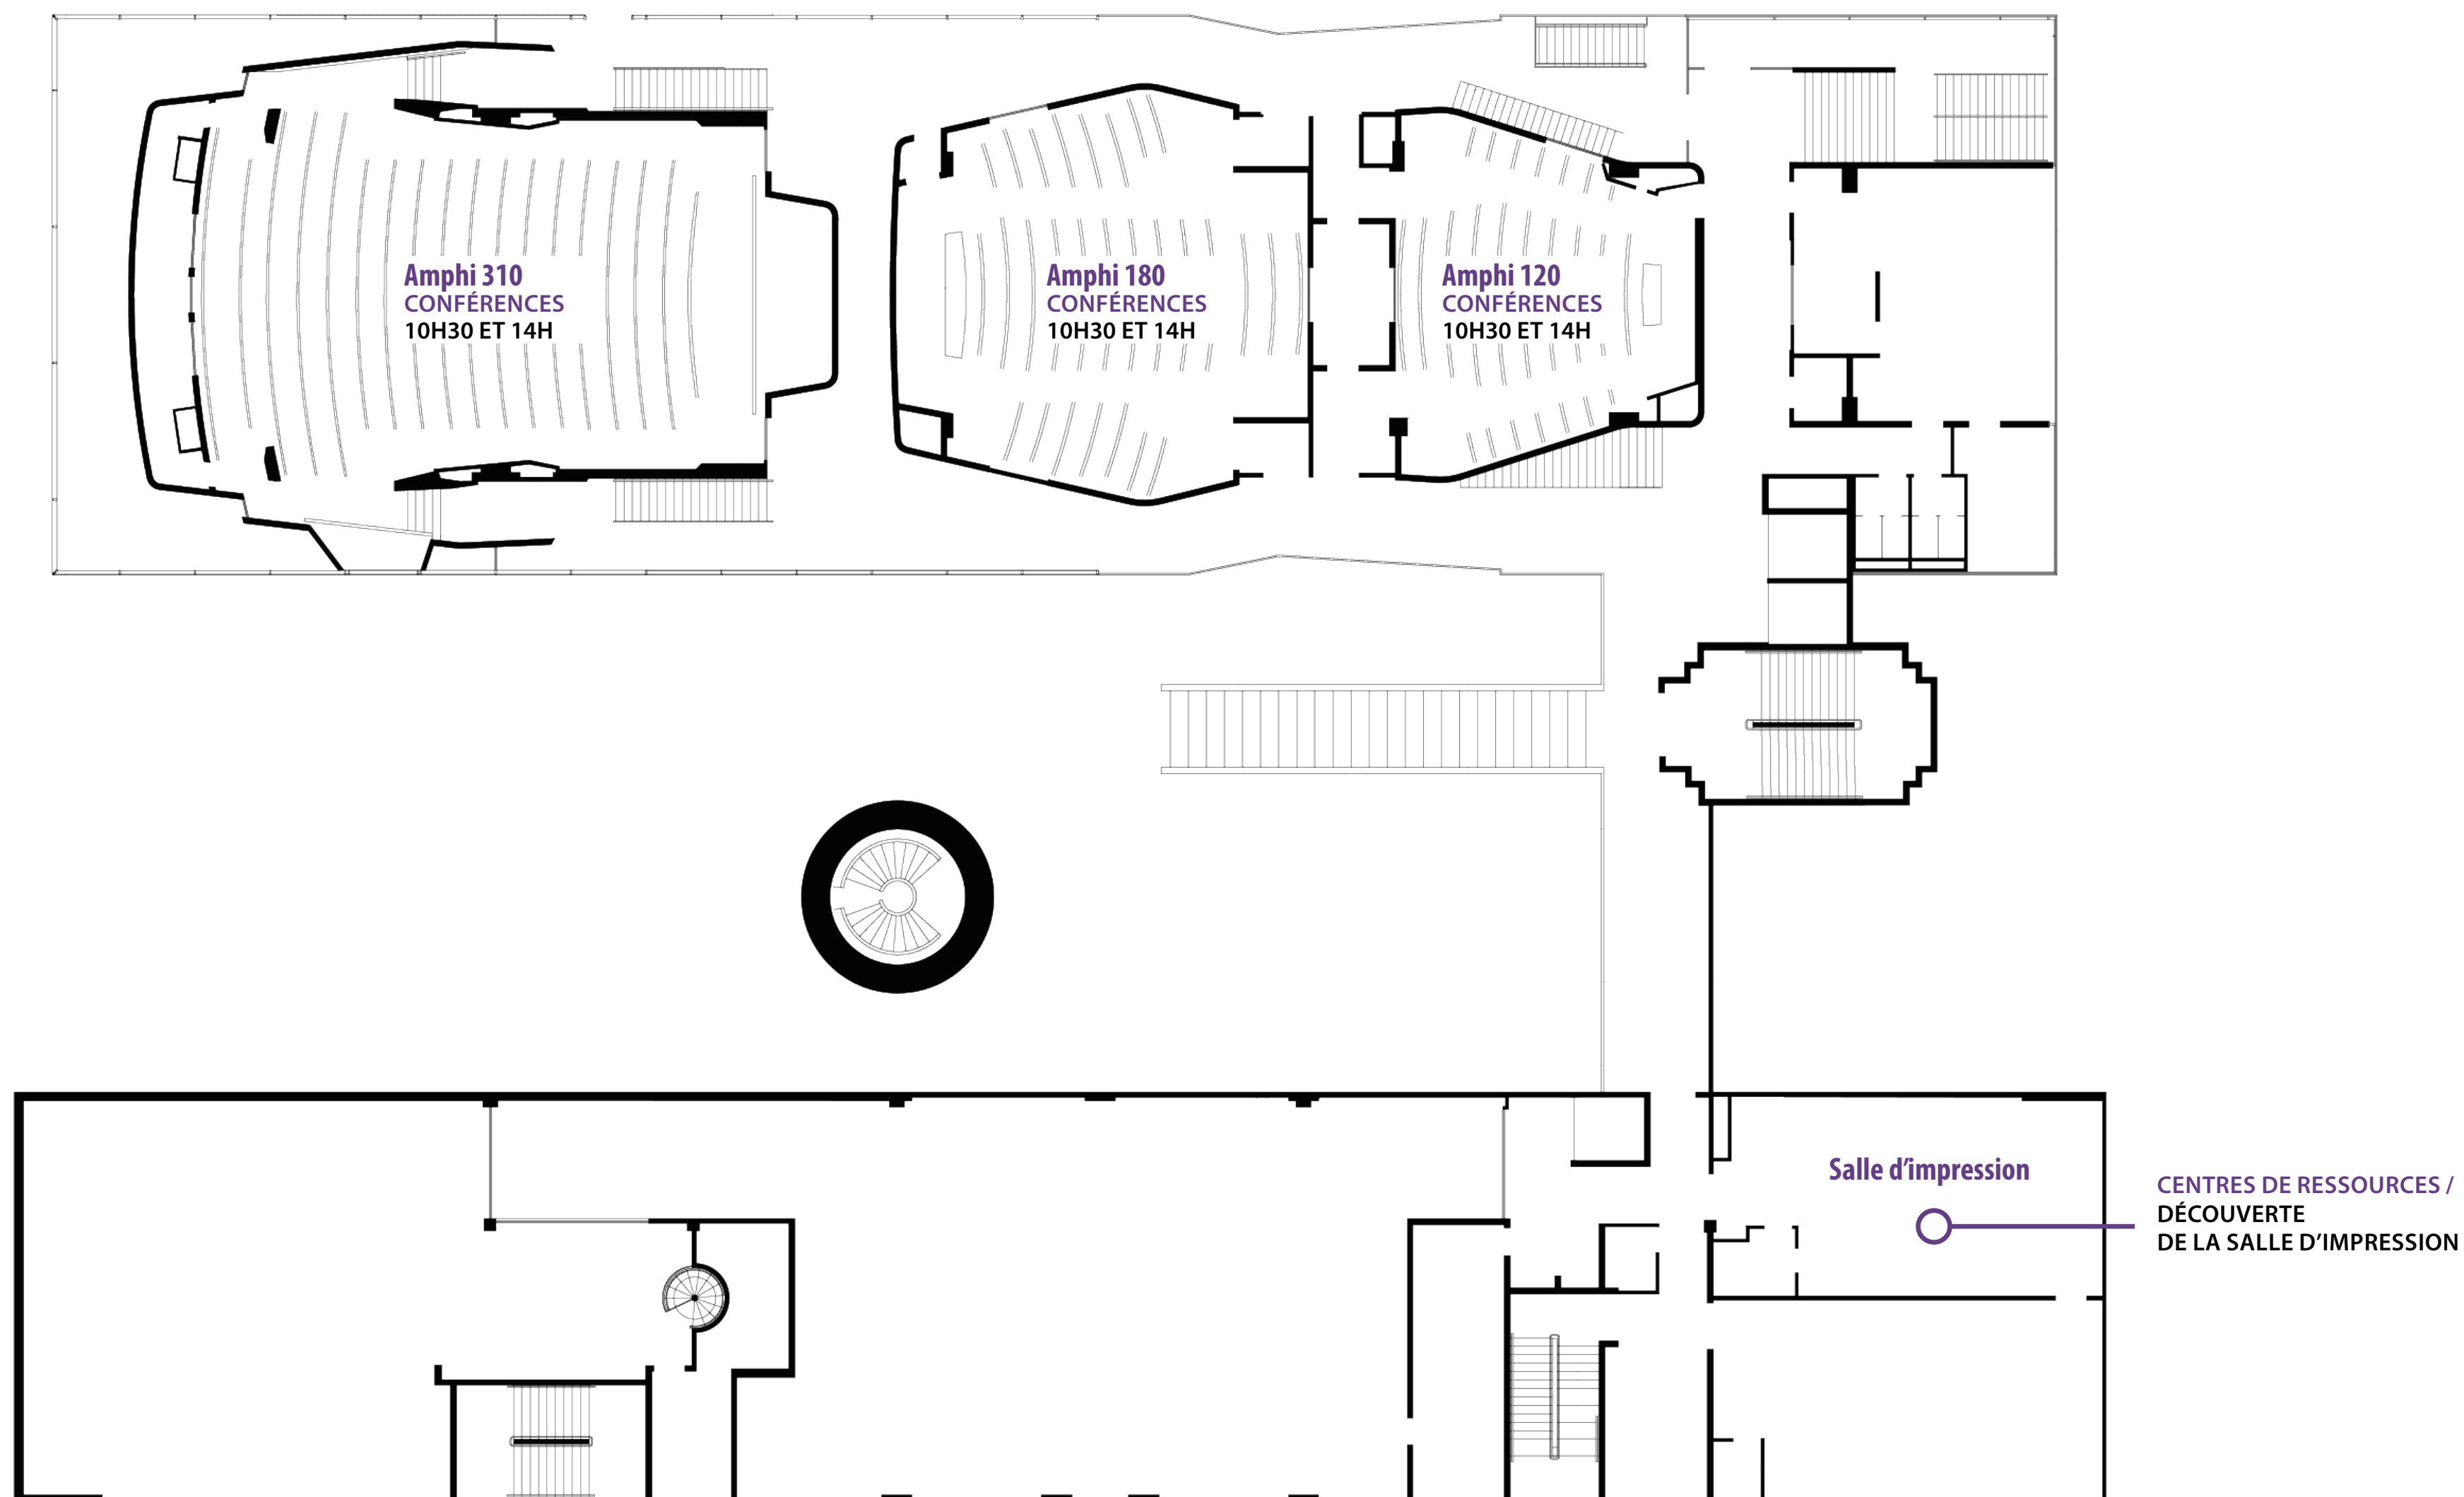 Amphi 310
CONFÉRENCES
10H30 ET 14H
Amphi 180
CONFÉRENCES
10H30 ET 14H
Amphi 120
CONFÉRENCES
10H30 ET 14H
Salle d’impression
CENTRES DE RESSOURCES /
DÉCOUVERTE
DE LA SALLE D’IMPRESSION